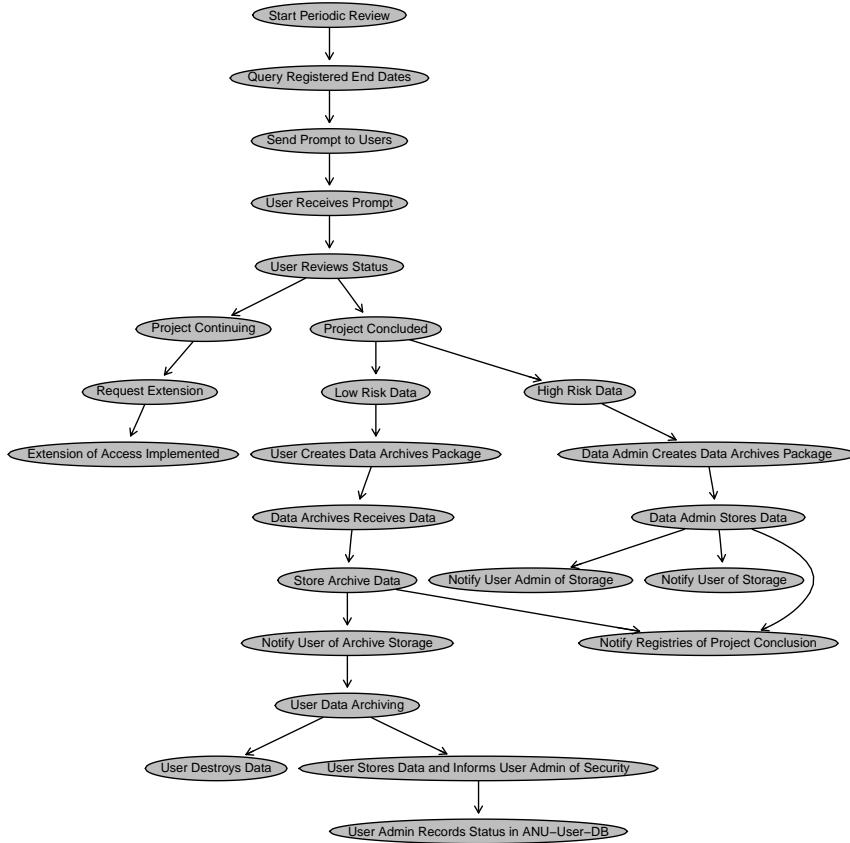 Start Periodic Review
Query Registered End Dates
Send Prompt to Users
User Receives Prompt
User Reviews Status
Project Continuing
Project Concluded
Request Extension
Low Risk Data
High Risk Data
Extension of Access Implemented
User Creates Data Archives Package
Data Admin Creates Data Archives Package
Data Archives Receives Data
Data Admin Stores Data
Store Archive Data
Notify User Admin of Storage
Notify User of Storage
Notify User of Archive Storage
Notify Registries of Project Conclusion
User Data Archiving
User Destroys Data
User Stores Data and Informs User Admin of Security
User Admin Records Status in ANU−User−DB